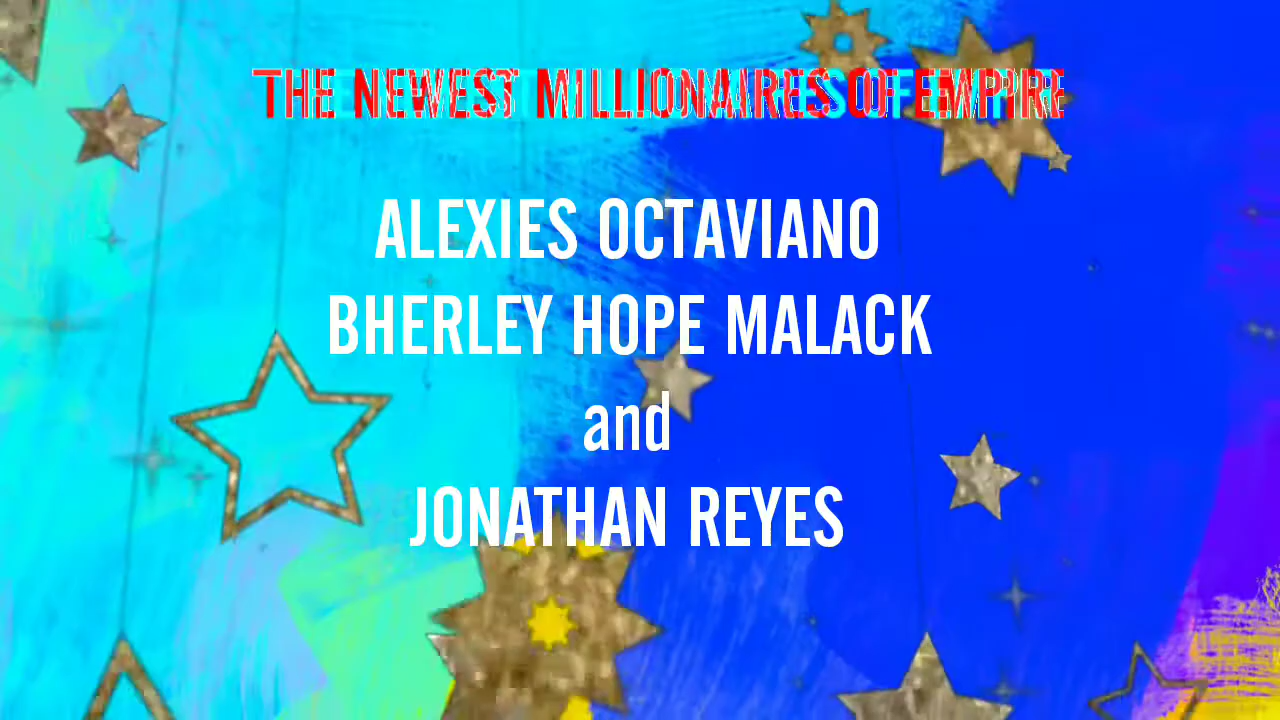 THE NEWEST MILLIONAIRES OF EMPIRE
ALEXIES OCTAVIANO
BHERLEY HOPE MALACK
and
JONATHAN REYES